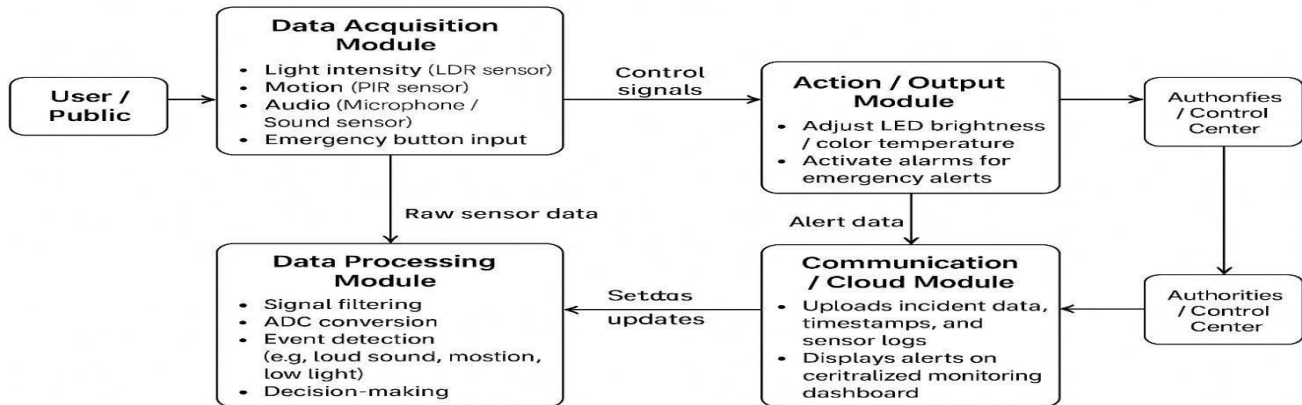 Data Acquisition
Module
• Light intensity (LDR sensor)
• Motion (PIR sensor)
• Audio (Microphone /
Sound sensor)
• Emergency button input
User /
Public
Control
signals
Action / Output
Module
• Adjust LED brightness
/ color temperature
• Activate alarms for
emergency alerts
Authonfies
/ Control
Center
Raw sensor data
Alert data
Data Processing
Module
• Signal filtering
• ADC conversion
• Event detection
(e.g, loud sound, mostion,
low light)
• Decision-making
Setdas
updates
Communication
/ Cloud Module
• Uploads incident data,
timestamps, and
sensor logs
• Displays alerts on
ceritralized monitoring
dashboard
Authorities
/ Control
Center